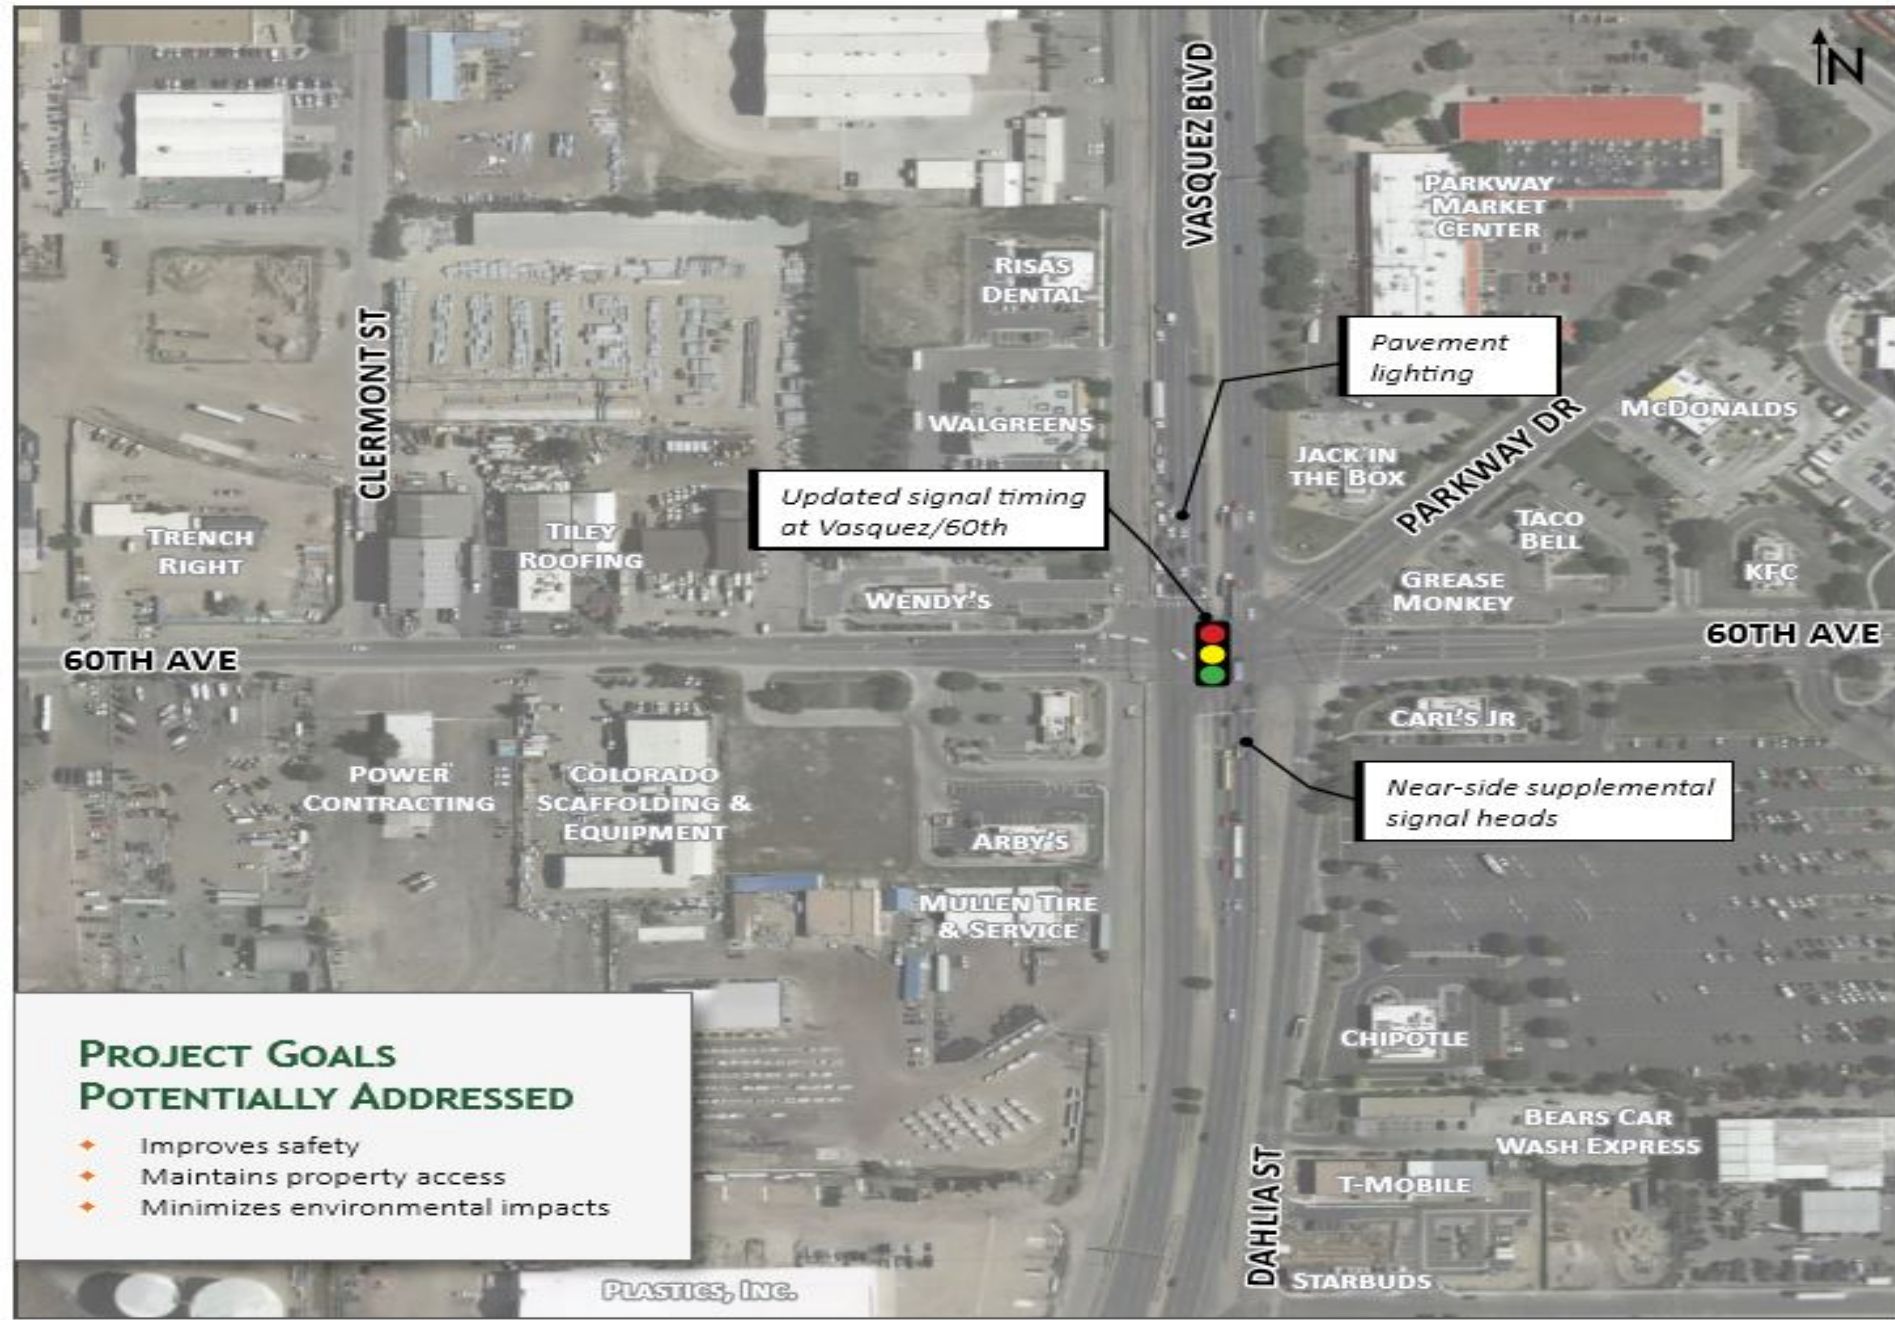 N
VASQUEZ BLVD
PARKWAY
MARKET
CENTER
RISAS
DENTAL
CLERMONT ST
Pavement
lighting
WALGREENS
MCDONALDS
JACK IN
THE BOX
PARKWAY DR
Updated signal timing
at Vasquez/60th
TRENCH
RIGHT
TILEY
ROOFING
TACO
BELL
KFC
WENDY'S
GREASE
MONKEY
60TH AVE
60TH AVE
CARL'S JR
POWER
CONTRACTING
COLORADO
SCAFFOLDING &
EQUIPMENT
Near-side supplemental
signal heads
ARBY'S
MULLEN TIRE
& SERVICE
CHIPOTLE
PROJECT GOALS
POTENTIALLY ADDRESSED
Improves safety
Maintains property access
Minimizes environmental impacts
BEARS CAR
WASH EXPRESS
T-MOBILE
DAHLIA ST
STARBUDS
PLASTICS, INC.